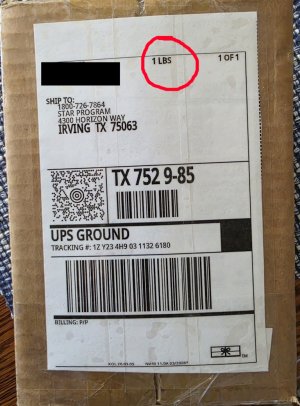 1 LBS
1 OF 1
SHIP TO:
1800-726-7864
STAR PROGRAM
4300 HORIZON WAY
IRVING TX 75063
TX 752 9-85
UPS GROUND
TRACKING #: 1Z Y23 4H9 03 1132 6180
BILLING: P/P
TM